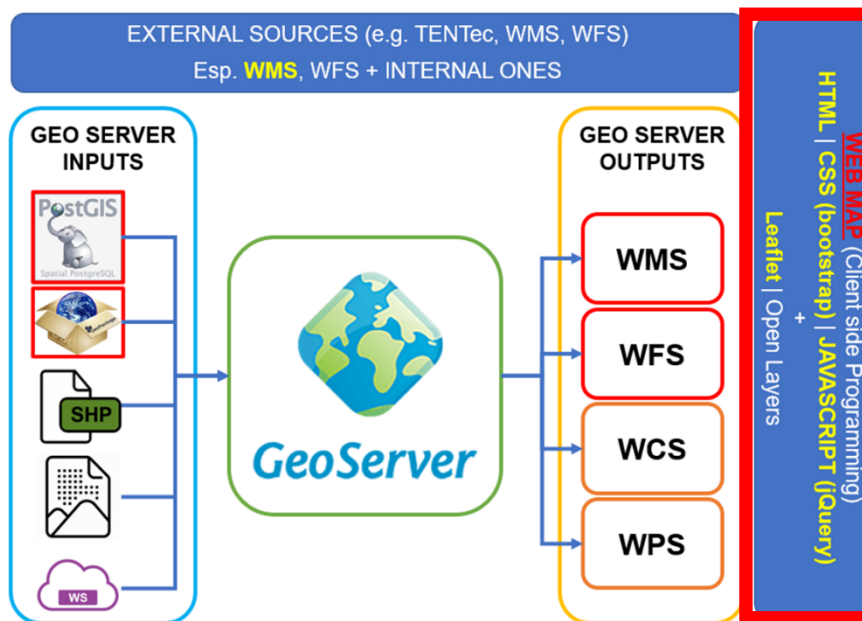 EXTERNAL SOURCES (e.g. TENTec, WMS, WFS)
Esp. WMS, WFS + INTERNAL ONES
GEO SERVER
INPUTS
PostGIS
Spatial PostgreSQL
GeoPackage
SHP
WS
GeoServer
GEO SERVER
OUTPUTS
WMS
WFS
WCS
WPS
WEB MAP (Client side Programming)
HTML | CSS (bootstrap) | JAVASCRIPT (jQuery)
+
Leaflet | Open Layers